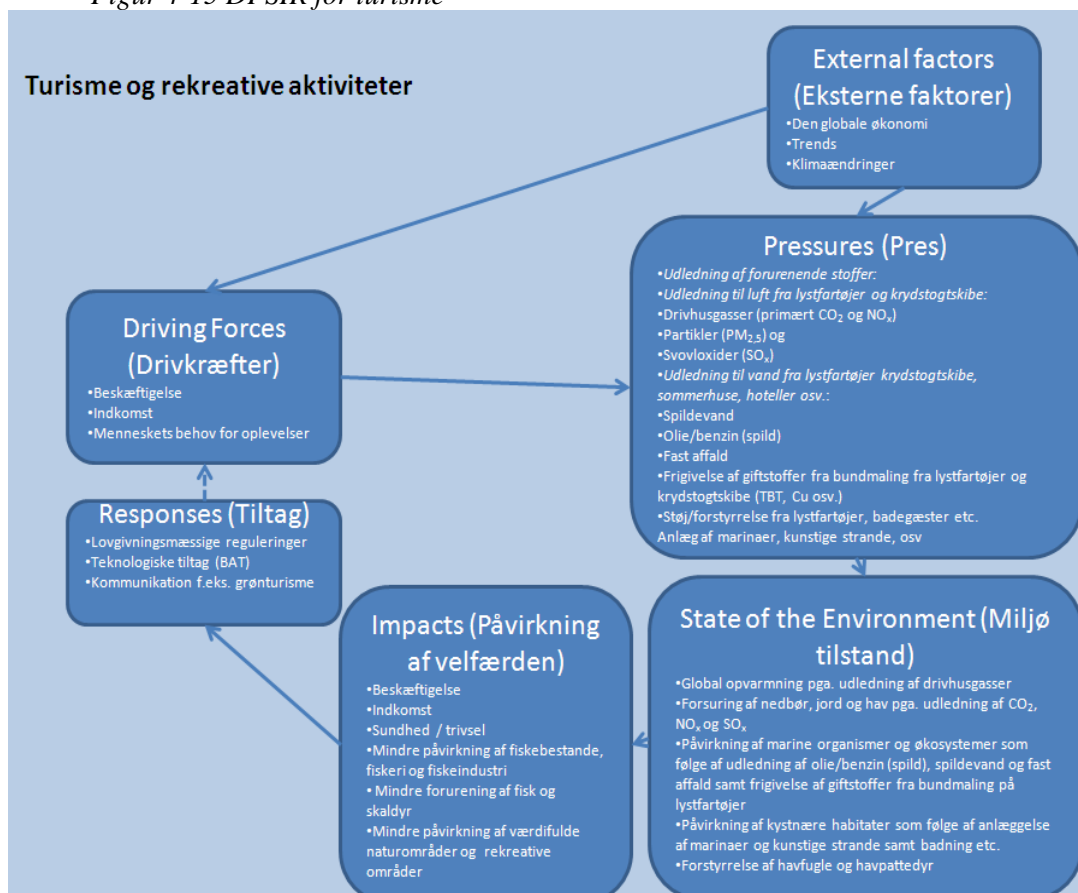 Figur 4-15 DPSIR for turisme
Turisme og rekreative aktiviteter
External factors
(Eksterne faktorer)
•Den globale økonomi
•Trends
•Klimaændringer
Pressures (Pres)
•Udledning af forurenende stoffer:
•Udledning til luft fra lystfartøjer og krydstogtskibe:
•Drivhusgasser (primært CO₂ og NOₓ)
•Partikler (PM₂,₅) og
•Svovloxider (SOₓ)
•Udledning til vand fra lystfartøjer krydstogtskibe,
sommerhuse, hoteller osv.:
•Spildevand
•Olie/benzin (spild)
•Fast affald
•Frigivelse af giftstoffer fra bundmaling fra lystfartøjer og
krydstogtskibe (TBT, Cu osv.)
•Støj/forstyrrelse fra lystfartøjer, badegæster etc.
Anlæg af marinaer, kunstige strande, osv
Driving Forces
(Drivkræfter)
•Beskæftigelse
•Indkomst
•Menneskets behov for oplevelser
Responses (Tiltag)
•Lovgivningsmæssige reguleringer
•Teknologiske tiltag (BAT)
•Kommunikation f.eks. grønturisme
Impacts (Påvirkning
af velfærden)
•Beskæftigelse
•Indkomst
•Sundhed / trivsel
•Mindre påvirkning af fiskebestande,
fiskeri og fiskeindustri
• Mindre forurening af fisk og
skaldyr
•Mindre påvirkning af værdifulde
naturområder og rekreative
områder
State of the Environment (Miljø
tilstand)
•Global opvarmning pga. udledning af drivhusgasser
•Forsuring af nedbør, jord og hav pga. udledning af CO₂,
NOₓ og SOₓ
•Påvirkning af marine organismer og økosystemer som
følge af udledning af olie/benzin (spild), spildevand og fast
affald samt frigivelse af giftstoffer fra bundmaling på
lystfartøjer
•Påvirkning af kystnære habitater som følge af anlæggelse
af marinaer og kunstige strande samt badning etc.
•Forstyrrelse af havfugle og havpattedyr